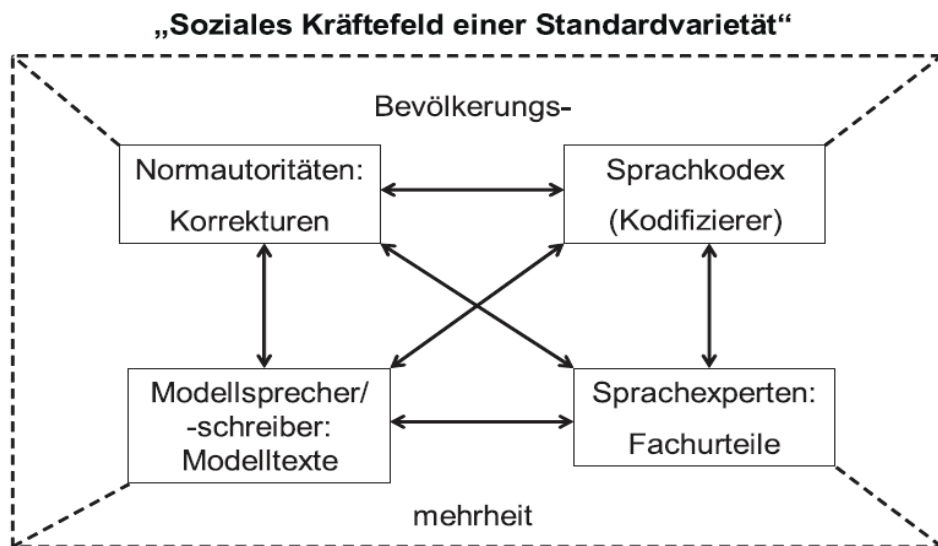 „Soziales Kräftefeld einer Standardvarietät“
Bevölkerungs-
Normautoritäten:
Korrekturen
Sprachkodex
(Kodifizierer)
Modellsprecher/
-schreiber:
Modelltexte
Sprachexperten:
Fachurteile
mehrheit